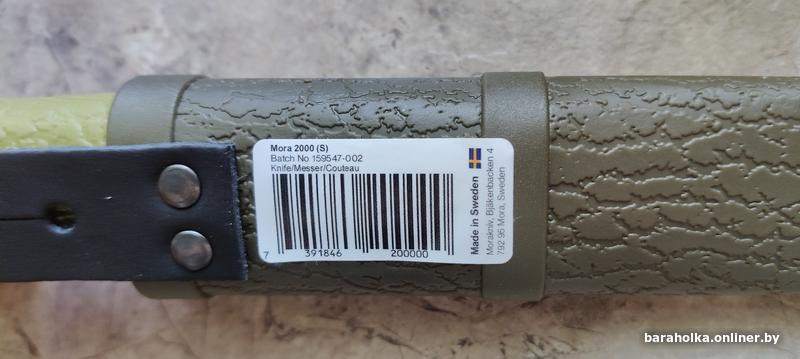 Mora 2000 (S)
Batch No 159547-002
Knife/Messer/Couteau
7 391846 200000
Made in Sweden
Morakniv, Bjäkenbacken 4
792 95 Mora, Sweden
baraholka.onliner.by